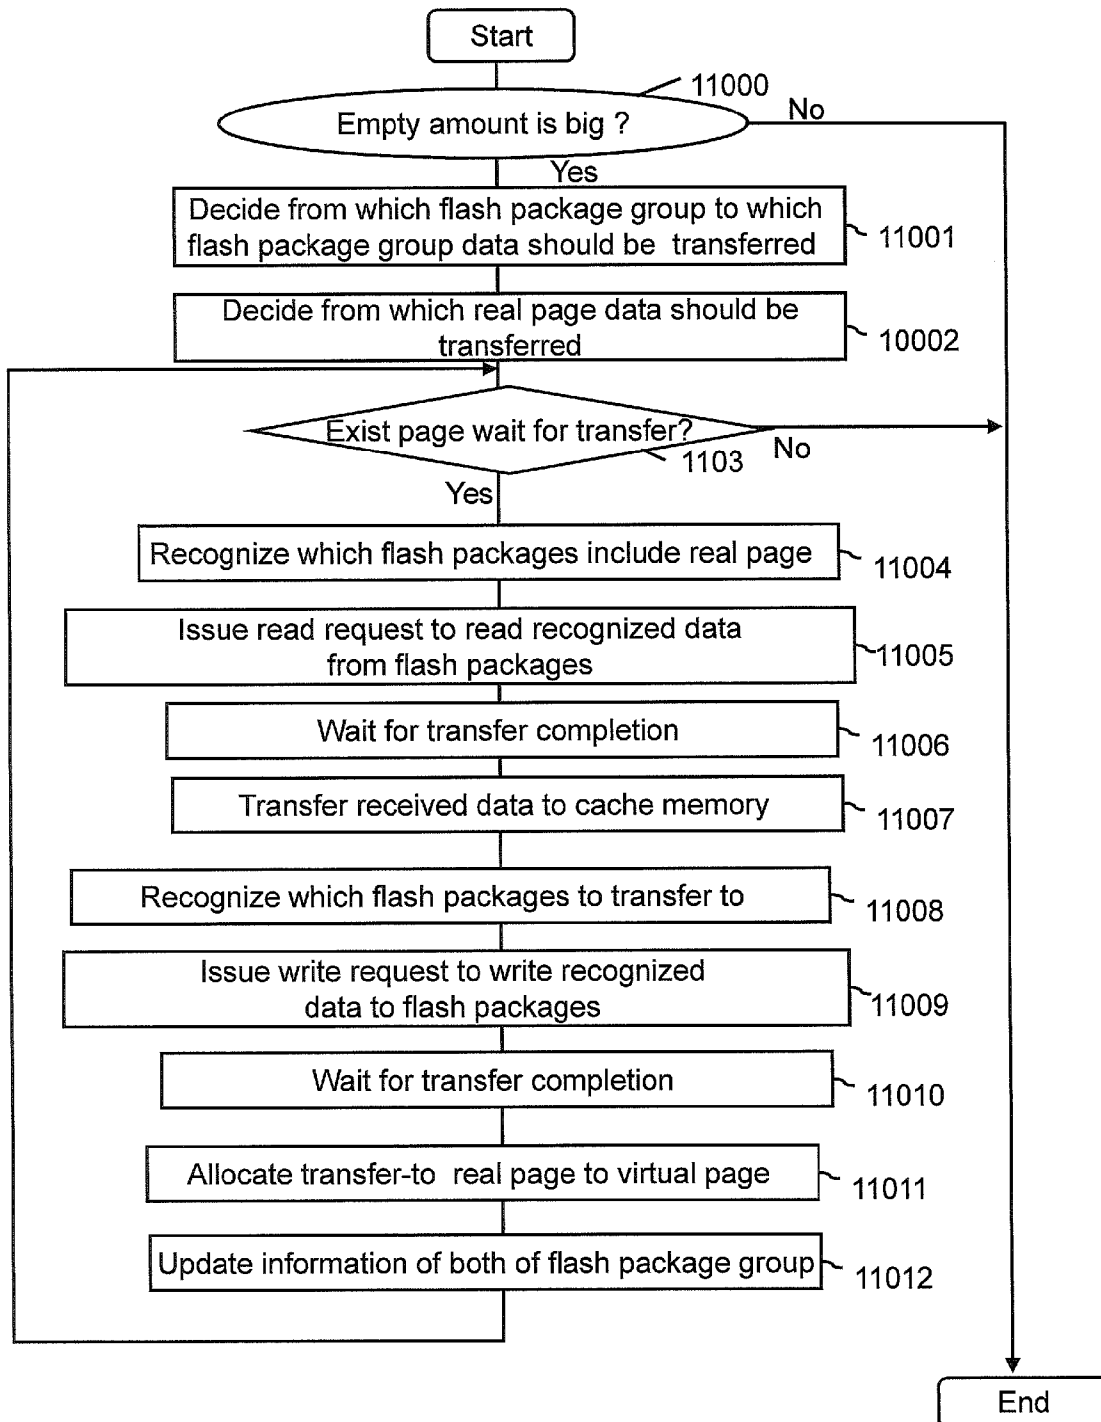 Start
11000
No
Empty amount is big ?
Yes
Decide from which flash package group to which
flash package group data should be transferred
11001
Decide from which real page data should be
transferred
10002
Exist page wait for transfer?
1103
No
Yes
Recognize which flash packages include real page
11004
Issue read request to read recognized data
from flash packages
11005
Wait for transfer completion
11006
Transfer received data to cache memory
11007
Recognize which flash packages to transfer to
11008
Issue write request to write recognized
data to flash packages
11009
Wait for transfer completion
11010
Allocate transfer-to real page to virtual page
11011
Update information of both of flash package group
11012
End